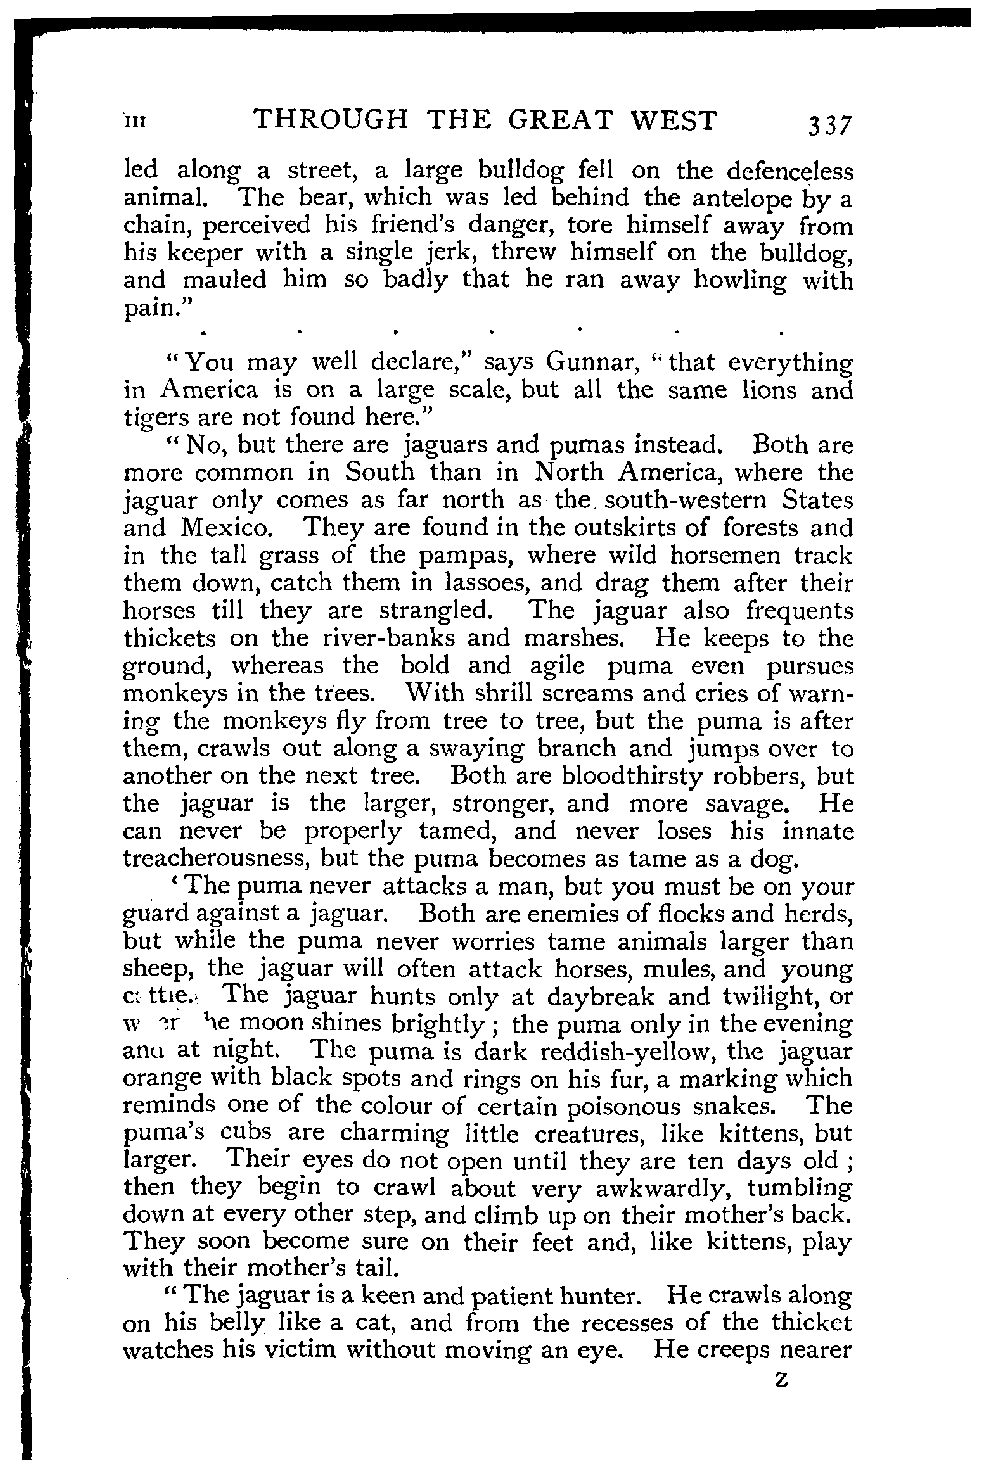 III THROUGH THE GREAT WEST 337
led along a street, a large bulldog fell on the defenceless
animal. The bear, which was led behind the antelope by a
chain, perceived his friend's danger, tore himself away from
his keeper with a single jerk, threw himself on the bulldog,
and mauled him so badly that he ran away howling with
pain."
. . . . . . .
"You may well declare," says Gunnar, "that everything
in America is on a large scale, but all the same lions and
tigers are not found here."
"No, but there are jaguars and pumas instead. Both are
more common in South than in North America, where the
jaguar only comes as far north as the south-western States
and Mexico. They are found in the outskirts of forests and
in the tall grass of the pampas, where wild horsemen track
them down, catch them in lassoes, and drag them after their
horses till they are strangled. The jaguar also frequents
thickets on the river-banks and marshes. He keeps to the
ground, whereas the bold and agile puma even pursues
monkeys in the trees. With shrill screams and cries of warn-
ing the monkeys fly from tree to tree, but the puma is after
them, crawls out along a swaying branch and jumps over to
another on the next tree. Both are bloodthirsty robbers, but
the jaguar is the larger, stronger, and more savage. He
can never be properly tamed, and never loses his innate
treacherousness, but the puma becomes as tame as a dog.
'The puma never attacks a man, but you must be on your
guard against a jaguar. Both are enemies of flocks and herds,
but while the puma never worries tame animals larger than
sheep, the jaguar will often attack horses, mules, and young
The jaguar hunts only at daybreak and twilight, or
moon shines brightly; the puma only in the evening
and at night. The puma is dark reddish-yellow, the jaguar
orange with black spots and rings on his fur, a marking which
reminds one of the colour of certain poisonous snakes. The
puma's cubs are charming little creatures, like kittens, but
larger. Their eyes do not open until they are ten days old;
then they begin to crawl about very awkwardly, tumbling
down at every other step, and climb up on their mother's back.
They soon become sure on their feet and, like kittens, play
with their mother's tail.
"The jaguar is a keen and patient hunter. He crawls along
on his belly like a cat, and from the recesses of the thicket
watches his victim without moving an eye. He creeps nearer
Z